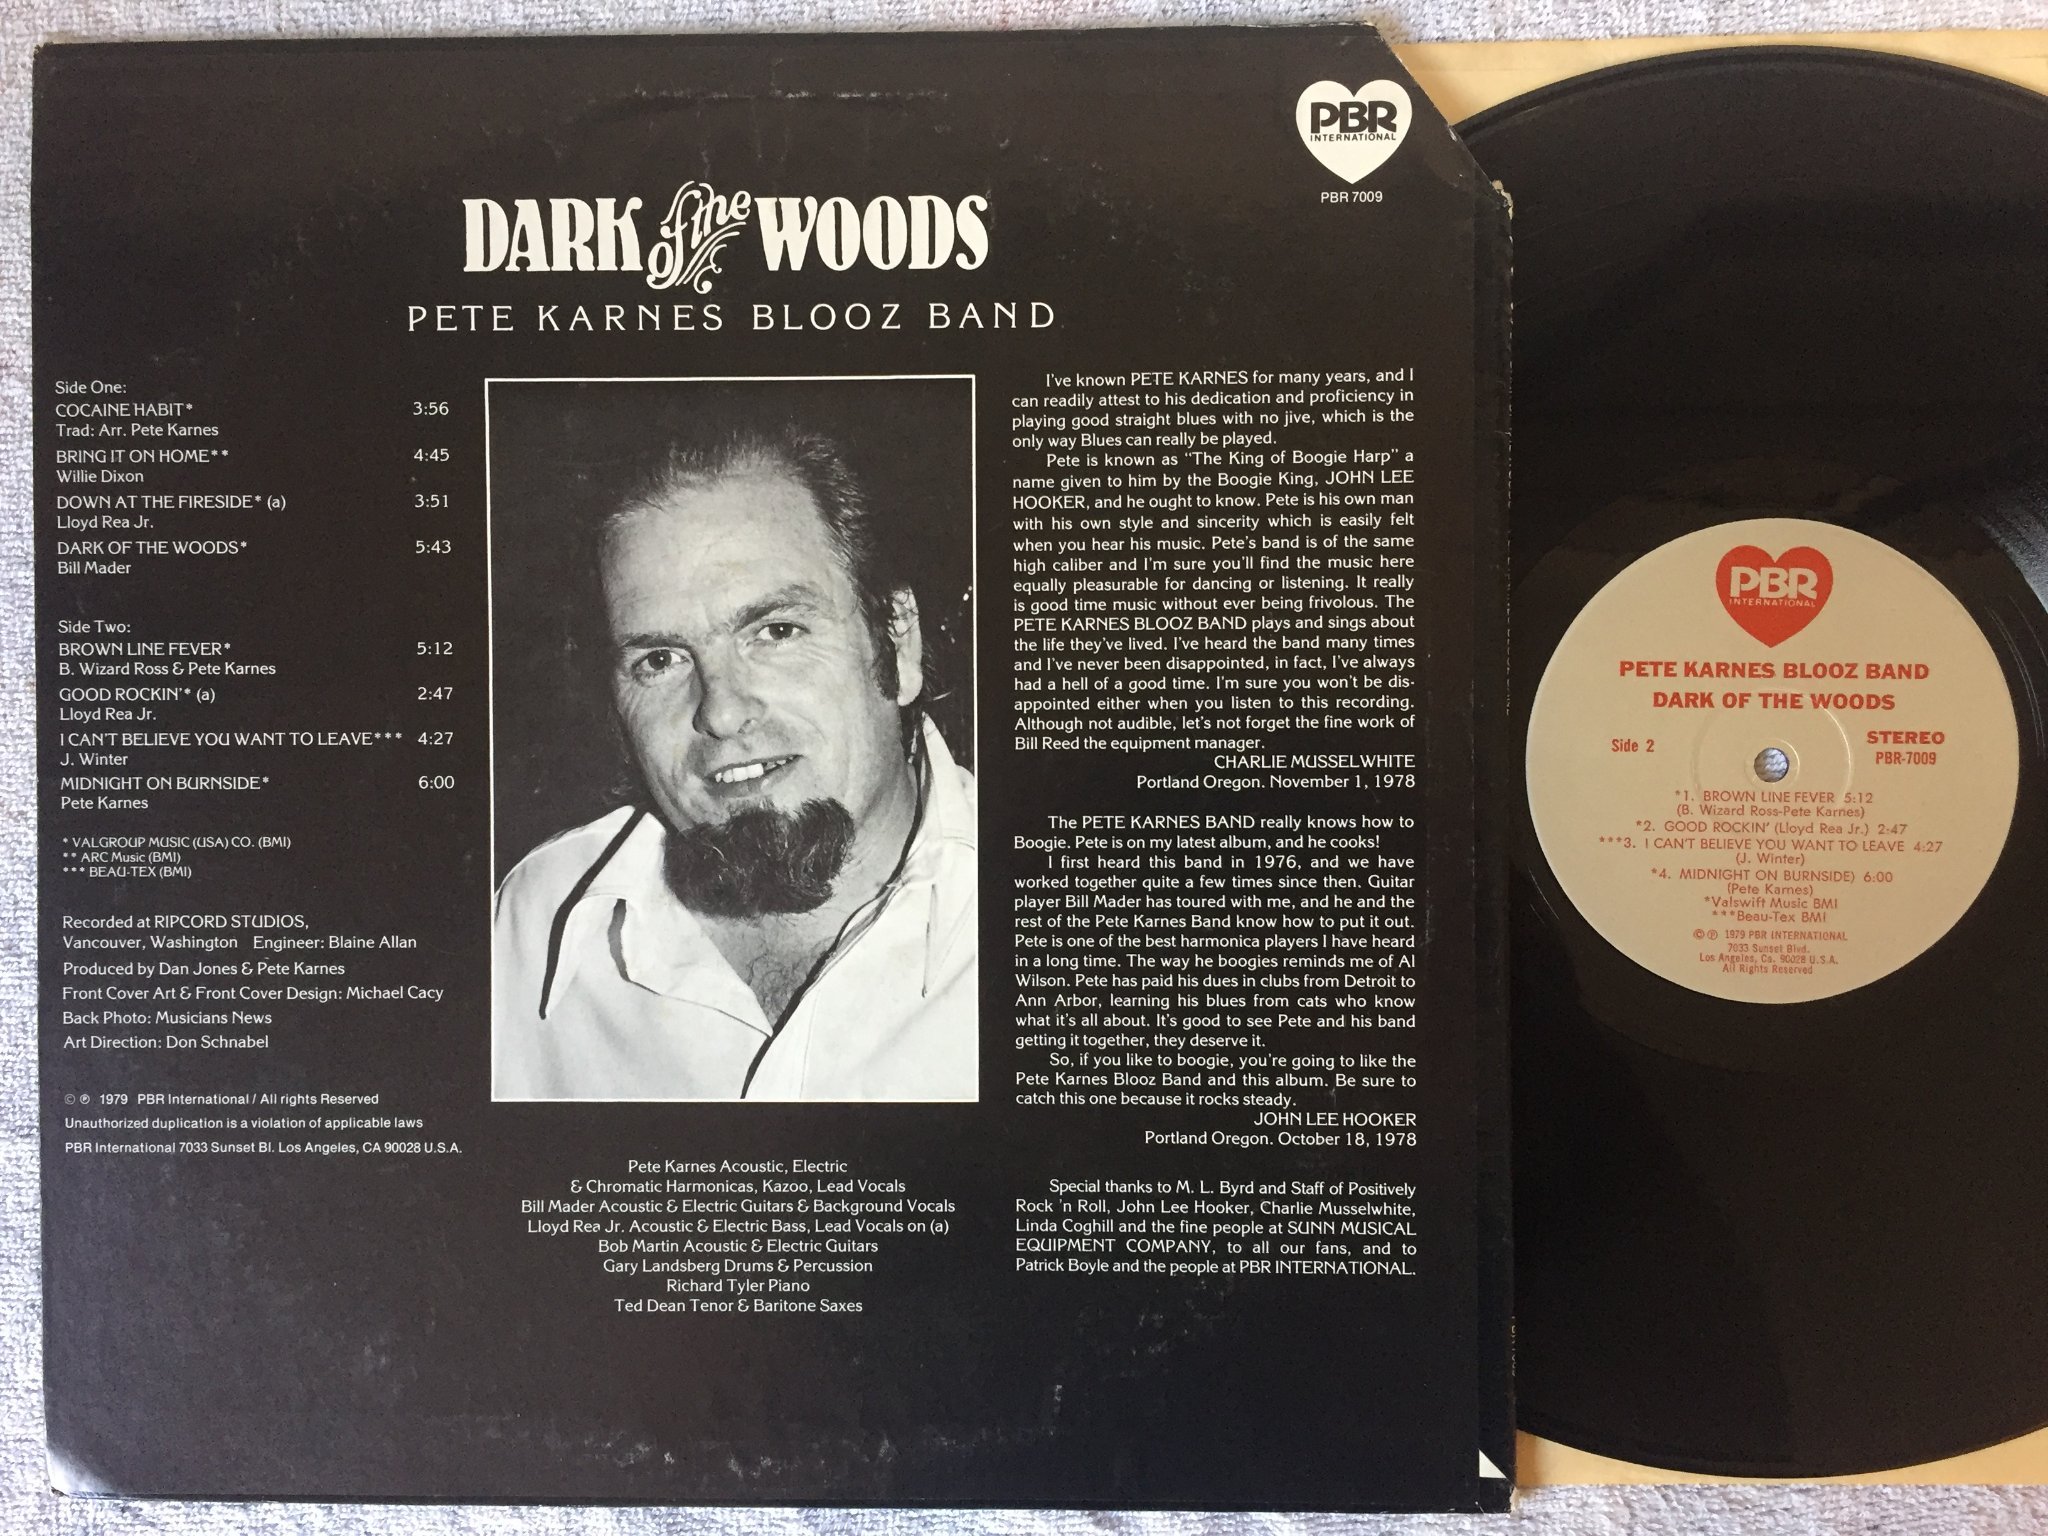 PBR
INTERNATIONAL
PBR 7009
DARK of the WOODS
PETE KARNES BLOOZ BAND
Side One:
COCAINE HABIT* 3:56
Trad: Arr. Pete Karnes
BRING IT ON HOME** 4:45
Willie Dixon
DOWN AT THE FIRESIDE* (a) 3:51
Lloyd Rea Jr.
DARK OF THE WOODS* 5:43
Bill Mader
Side Two:
BROWN LINE FEVER* 5:12
B. Wizard Ross & Pete Karnes
GOOD ROCKIN'* (a) 2:47
Lloyd Rea Jr.
I CAN'T BELIEVE YOU WANT TO LEAVE*** 4:27
J. Winter
MIDNIGHT ON BURNSIDE* 6:00
Pete Karnes
* VALGROUP MUSIC (USA) CO. (BMI)
** ARC Music (BMI)
*** BEAU-TEX (BMI)
Recorded at RIPCORD STUDIOS,
Vancouver, Washington Engineer: Blaine Allan
Produced by Dan Jones & Pete Karnes
Front Cover Art & Front Cover Design: Michael Cacy
Back Photo: Musicians News
Art Direction: Don Schnabel
© ℗ 1979 PBR International / All rights Reserved
Unauthorized duplication is a violation of applicable laws
PBR International 7033 Sunset Bl. Los Angeles, CA 90028 U.S.A.
Pete Karnes Acoustic, Electric
& Chromatic Harmonicas, Kazoo, Lead Vocals
Bill Mader Acoustic & Electric Guitars & Background Vocals
Lloyd Rea Jr. Acoustic & Electric Bass, Lead Vocals on (a)
Bob Martin Acoustic & Electric Guitars
Gary Landsberg Drums & Percussion
Richard Tyler Piano
Ted Dean Tenor & Baritone Saxes
I've known PETE KARNES for many years, and I
can readily attest to his dedication and proficiency in
playing good straight blues with no jive, which is the
only way Blues can really be played.
Pete is known as "The King of Boogie Harp" a
name given to him by the Boogie King, JOHN LEE
HOOKER, and he ought to know. Pete is his own man
with his own style and sincerity which is easily felt
when you hear his music. Pete's band is of the same
high caliber and I'm sure you'll find the music here
equally pleasurable for dancing or listening. It really
is good time music without ever being frivolous. The
PETE KARNES BLOOZ BAND plays and sings about
the life they've lived. I've heard the band many times
and I've never been disappointed, in fact, I've always
had a hell of a good time. I'm sure you won't be dis-
appointed either when you listen to this recording.
Although not audible, let's not forget the fine work of
Bill Reed the equipment manager.
CHARLIE MUSSELWHITE
Portland Oregon. November 1, 1978
The PETE KARNES BAND really knows how to
Boogie. Pete is on my latest album, and he cooks!
I first heard this band in 1976, and we have
worked together quite a few times since then. Guitar
player Bill Mader has toured with me, and he and the
rest of the Pete Karnes Band know how to put it out.
Pete is one of the best harmonica players I have heard
in a long time. The way he boogies reminds me of Al
Wilson. Pete has paid his dues in clubs from Detroit to
Ann Arbor, learning his blues from cats who know
what it's all about. It's good to see Pete and his band
getting it together, they deserve it.
So, if you like to boogie, you're going to like the
Pete Karnes Blooz Band and this album. Be sure to
catch this one because it rocks steady.
JOHN LEE HOOKER
Portland Oregon. October 18, 1978
Special thanks to M. L. Byrd and Staff of Positively
Rock 'n Roll, John Lee Hooker, Charlie Musselwhite,
Linda Coghill and the fine people at SUNN MUSICAL
EQUIPMENT COMPANY, to all our fans, and to
Patrick Boyle and the people at PBR INTERNATIONAL.
PBR
INTERNATIONAL
PETE KARNES BLOOZ BAND
DARK OF THE WOODS
Side 2
STEREO
PBR-7009
*1. BROWN LINE FEVER 5:12
(B. Wizard Ross-Pete Karnes)
*2. GOOD ROCKIN' (Lloyd Rea Jr.) 2:47
***3. I CAN'T BELIEVE YOU WANT TO LEAVE 4:27
(J. Winter)
*4. MIDNIGHT ON BURNSIDE) 6:00
(Pete Karnes)
*Valswift Music BMI
***Beau-Tex BMI
© ℗ 1979 PBR INTERNATIONAL
7033 Sunset Blvd.
Los Angeles, Ca. 90028 U.S.A.
All Rights Reserved